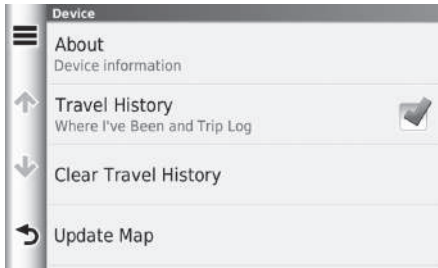 Device
About
Device information
Travel History
Where I've Been and Trip Log
Clear Travel History
Update Map